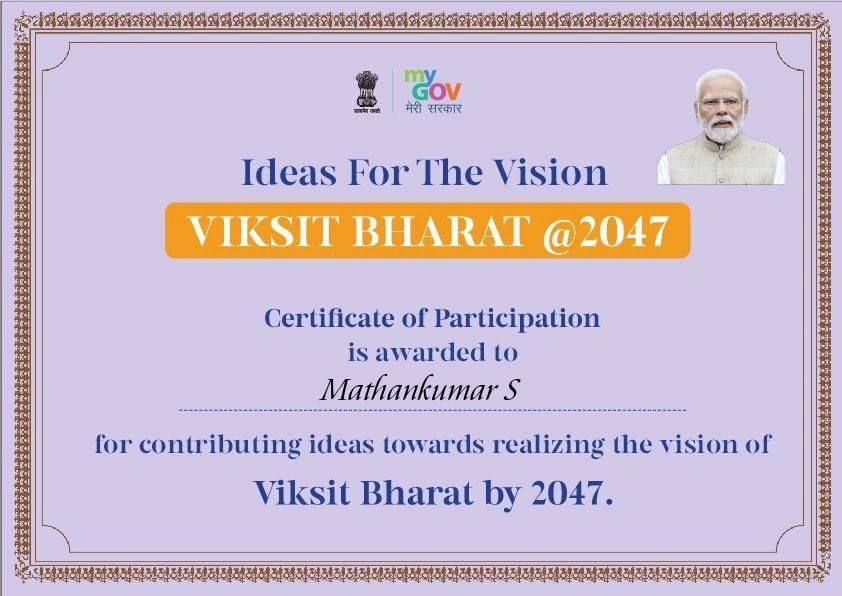 सत्यमेव जयते
my
GOV
मेरी सरकार
Ideas For The Vision
VIKSIT BHARAT @2047
Certificate of Participation
is awarded to
Mathankumar S
for contributing ideas towards realizing the vision of
Viksit Bharat by 2047.